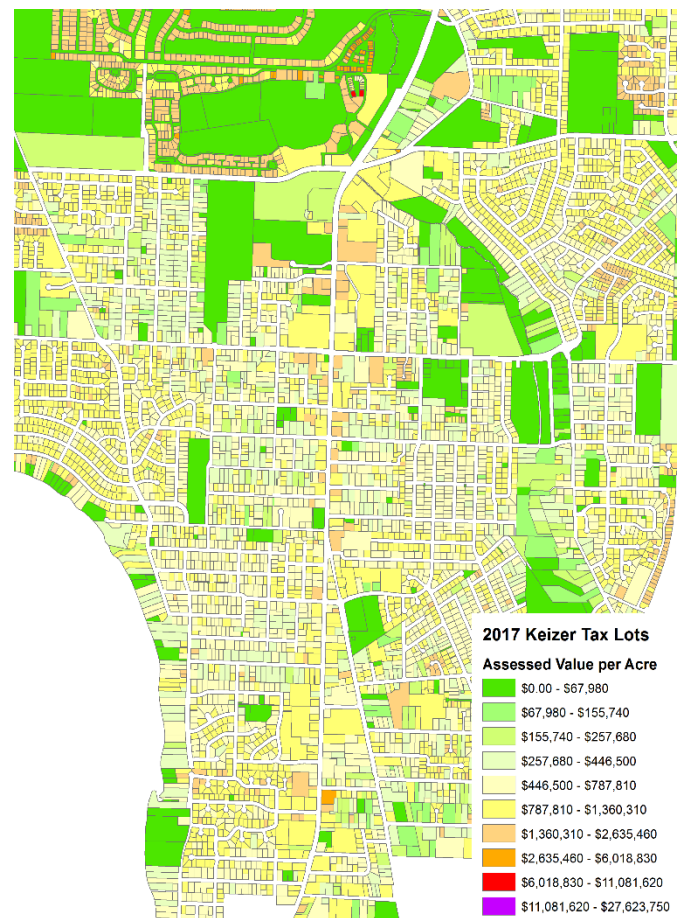 2017 Keizer Tax Lots
Assessed Value per Acre
$0.00 - $67,980
$67,980 - $155,740
$155,740 - $257,680
$257,680 - $446,500
$446,500 - $787,810
$787,810 - $1,360,310
$1,360,310 - $2,635,460
$2,635,460 - $6,018,830
$6,018,830 - $11,081,620
$11,081,620 - $27,623,750